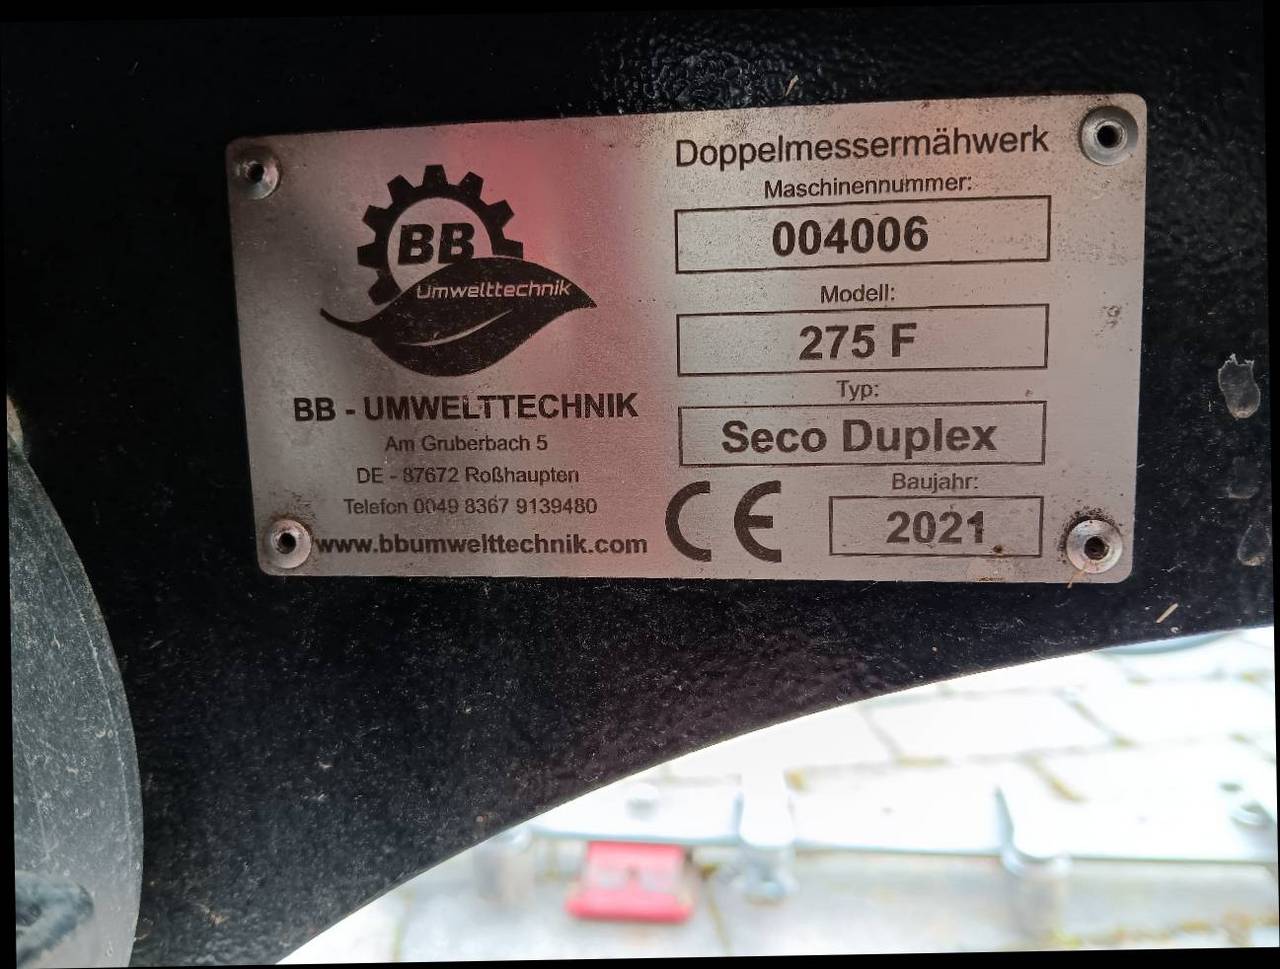 BB
Umwelttechnik
BB - UMWELTTECHNIK
Am Gruberbach 5
DE - 87672 Roßhaupten
Telefon 0049 8367 9139480
www.bbumwelttechnik.com
Doppelmessermähwerk
Maschinennummer:
004006
Modell:
275 F
Typ:
Seco Duplex
Baujahr:
CE 2021